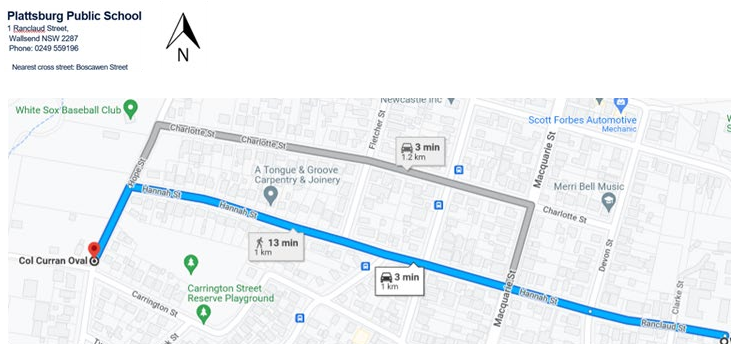 Plattsburg Public School
1 Ranclaud Street,
Wallsend NSW 2287
Phone: 0249 559196
Nearest cross street: Boscawen Street
N
White Sox Baseball Club
Newcastle Inc
Scott Forbes Automotive
Mechanic
Charlotte St
Charlotte St
Fletcher St
3 min
1.2 km
Macquarie St
Hope St
A Tongue & Groove
Carpentry & Joinery
Merri Bell Music
Hannah St
Hannah St
Charlotte St
13 min
1 km
Devon St
Col Curran Oval
3 min
1 km
Carrington Street
Reserve Playground
Carrington St
Macquarie St
Hannah St
Clarke St
Ranclaud St